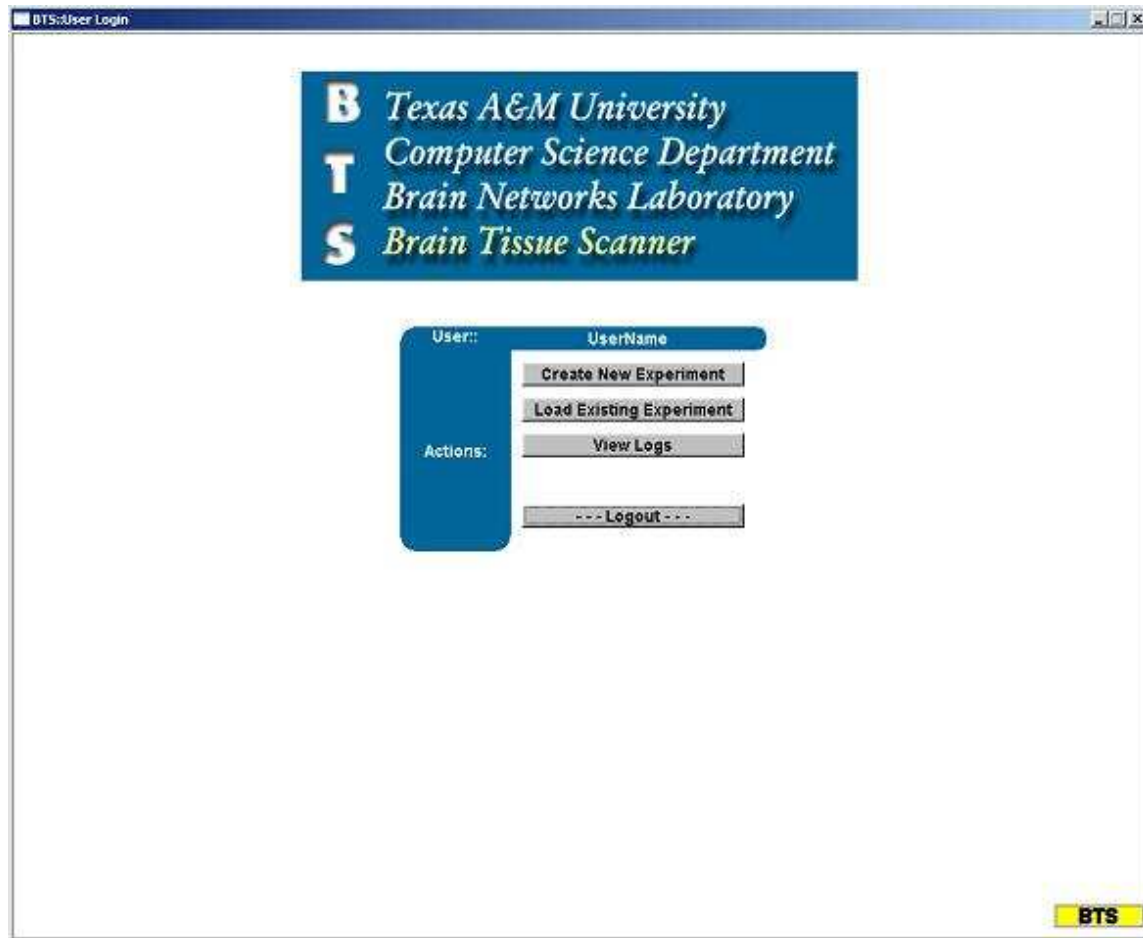 BTS::User Login
B
T
S
Texas A&M University
Computer Science Department
Brain Networks Laboratory
Brain Tissue Scanner
User:: UserName
Actions:
Create New Experiment
Load Existing Experiment
View Logs
- - - Logout - - -
BTS